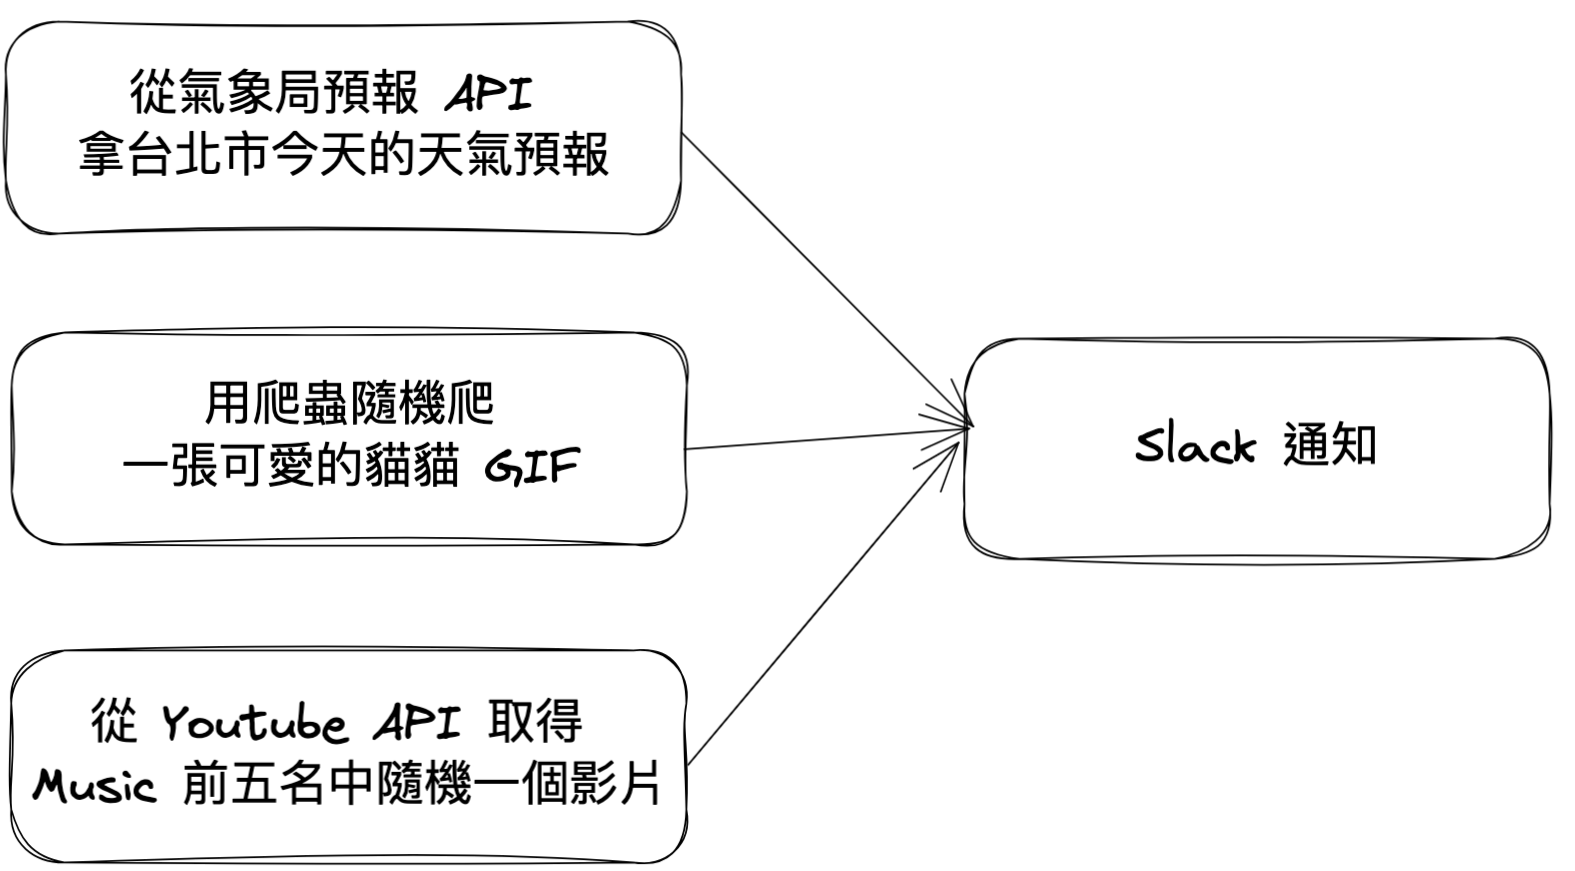 從氣象局預報 API
拿台北市今天的天氣預報
用爬蟲隨機爬
一張可愛的貓貓 GIF
從 Youtube API 取得
Music 前五名中隨機一個影片
Slack 通知